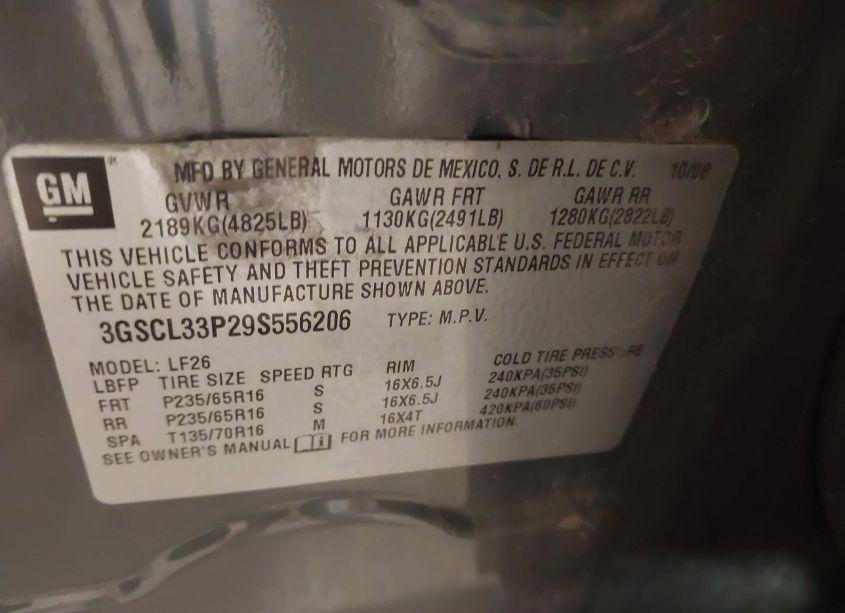 GM®
MFD BY GENERAL MOTORS DE MEXICO, S. DE R.L. DE C.V. 10/08
GVWR GAWR FRT GAWR RR
2189KG(4825LB) 1130KG(2491LB) 1280KG(2822LB)
THIS VEHICLE CONFORMS TO ALL APPLICABLE U.S. FEDERAL MOTOR
VEHICLE SAFETY AND THEFT PREVENTION STANDARDS IN EFFECT ON
THE DATE OF MANUFACTURE SHOWN ABOVE.
3GSCL33P29S556206 TYPE: M.P.V.
MODEL: LF26
LBFP TIRE SIZE SPEED RTG RIM COLD TIRE PRESSURE
FRT P235/65R16 S 16X6.5J 240KPA(35PSI)
RR P235/65R16 S 16X6.5J 240KPA(35PSI)
SPA T135/70R16 M 16X4T 420KPA(60PSI)
SEE OWNER'S MANUAL FOR MORE INFORMATION.